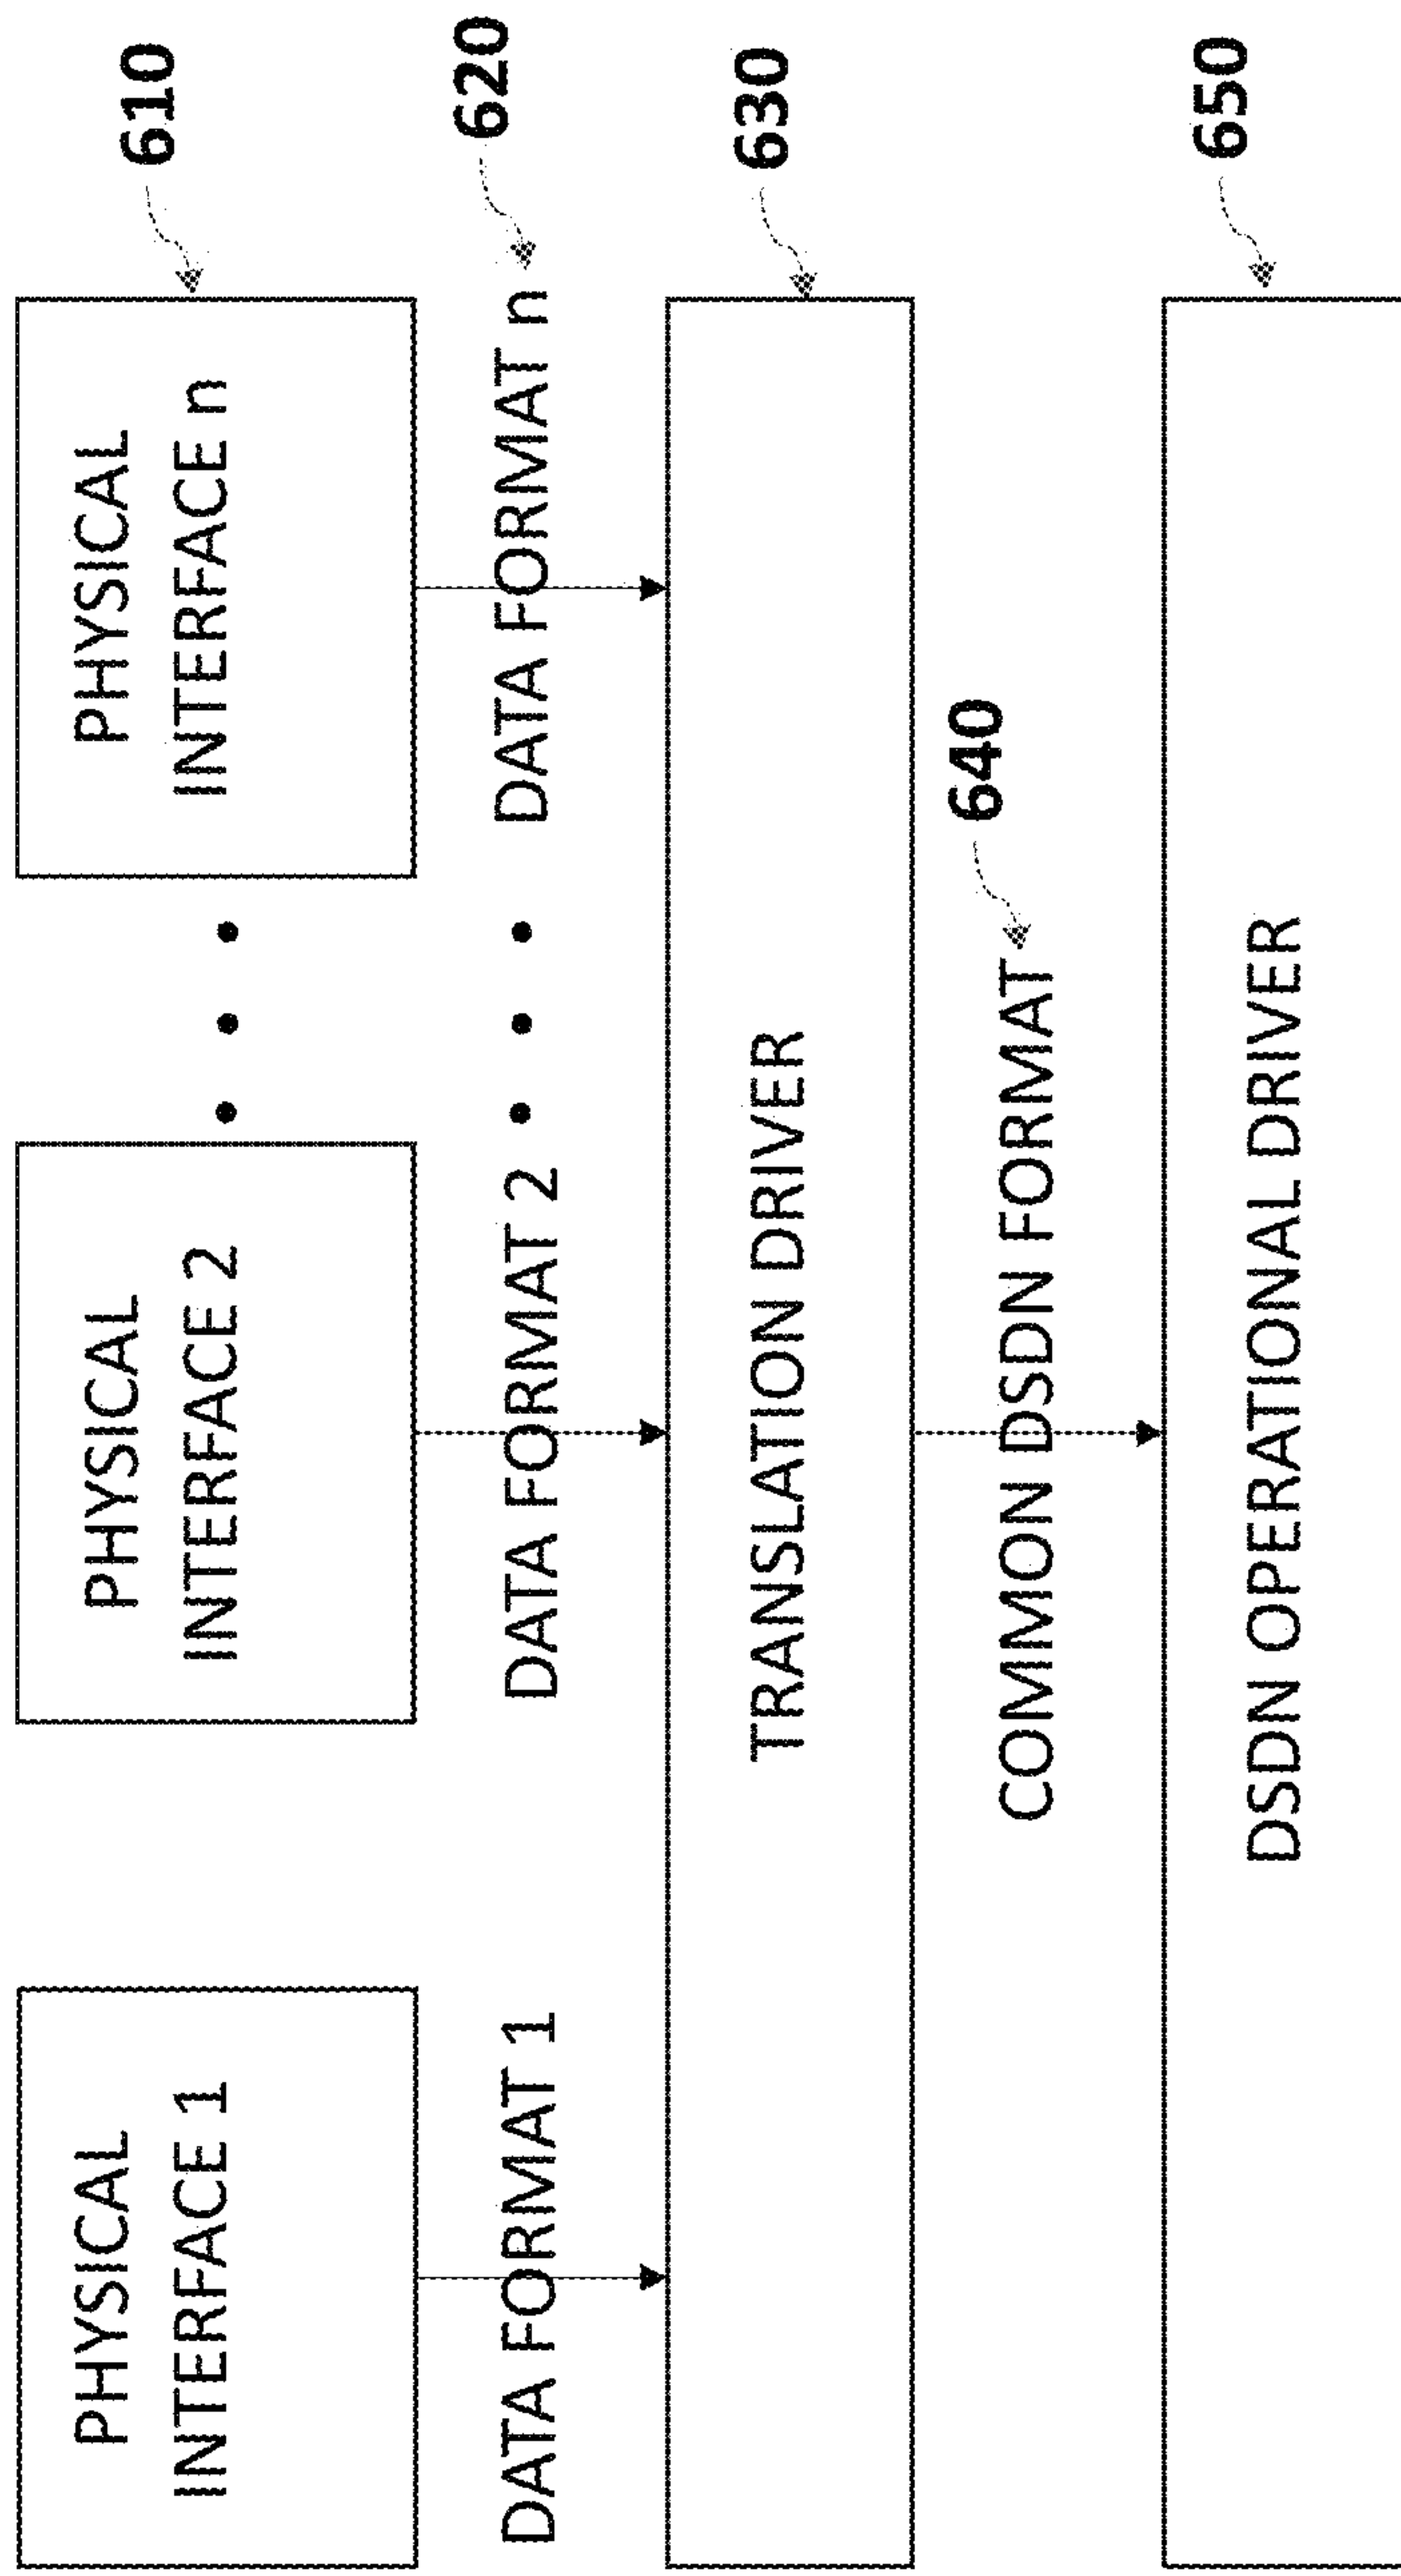 PHYSICAL
INTERFACE 1
PHYSICAL
INTERFACE 2
PHYSICAL
INTERFACE n
610
DATA FORMAT 1
DATA FORMAT 2
DATA FORMAT n
620
TRANSLATION DRIVER
630
COMMON DSDN FORMAT
640
DSDN OPERATIONAL DRIVER
650